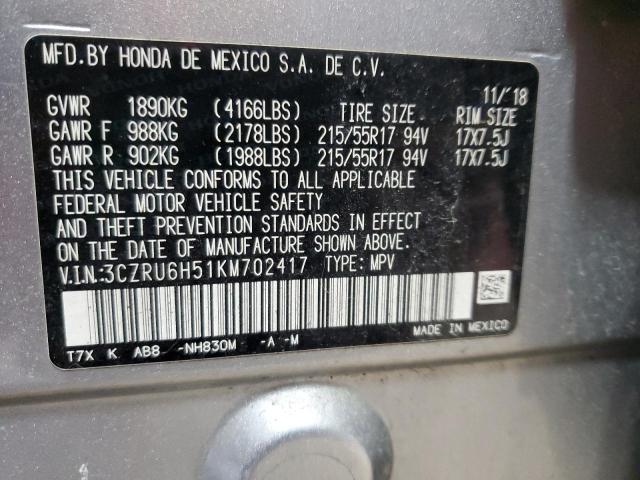 MFD.BY HONDA DE MEXICO S.A. DE C.V.
11/'18
GVWR 1890KG (4166LBS) TIRE SIZE RIM SIZE
GAWR F 988KG (2178LBS) 215/55R17 94V 17X7.5J
GAWR R 902KG (1988LBS) 215/55R17 94V 17X7.5J
THIS VEHICLE CONFORMS TO ALL APPLICABLE
FEDERAL MOTOR VEHICLE SAFETY
AND THEFT PREVENTION STANDARDS IN EFFECT
ON THE DATE OF MANUFACTURE SHOWN ABOVE.
V.I.N.:3CZRU6H51KM702417 TYPE: MPV
MADE IN MEXICO
T7X K AB8 -NH830M -A -M